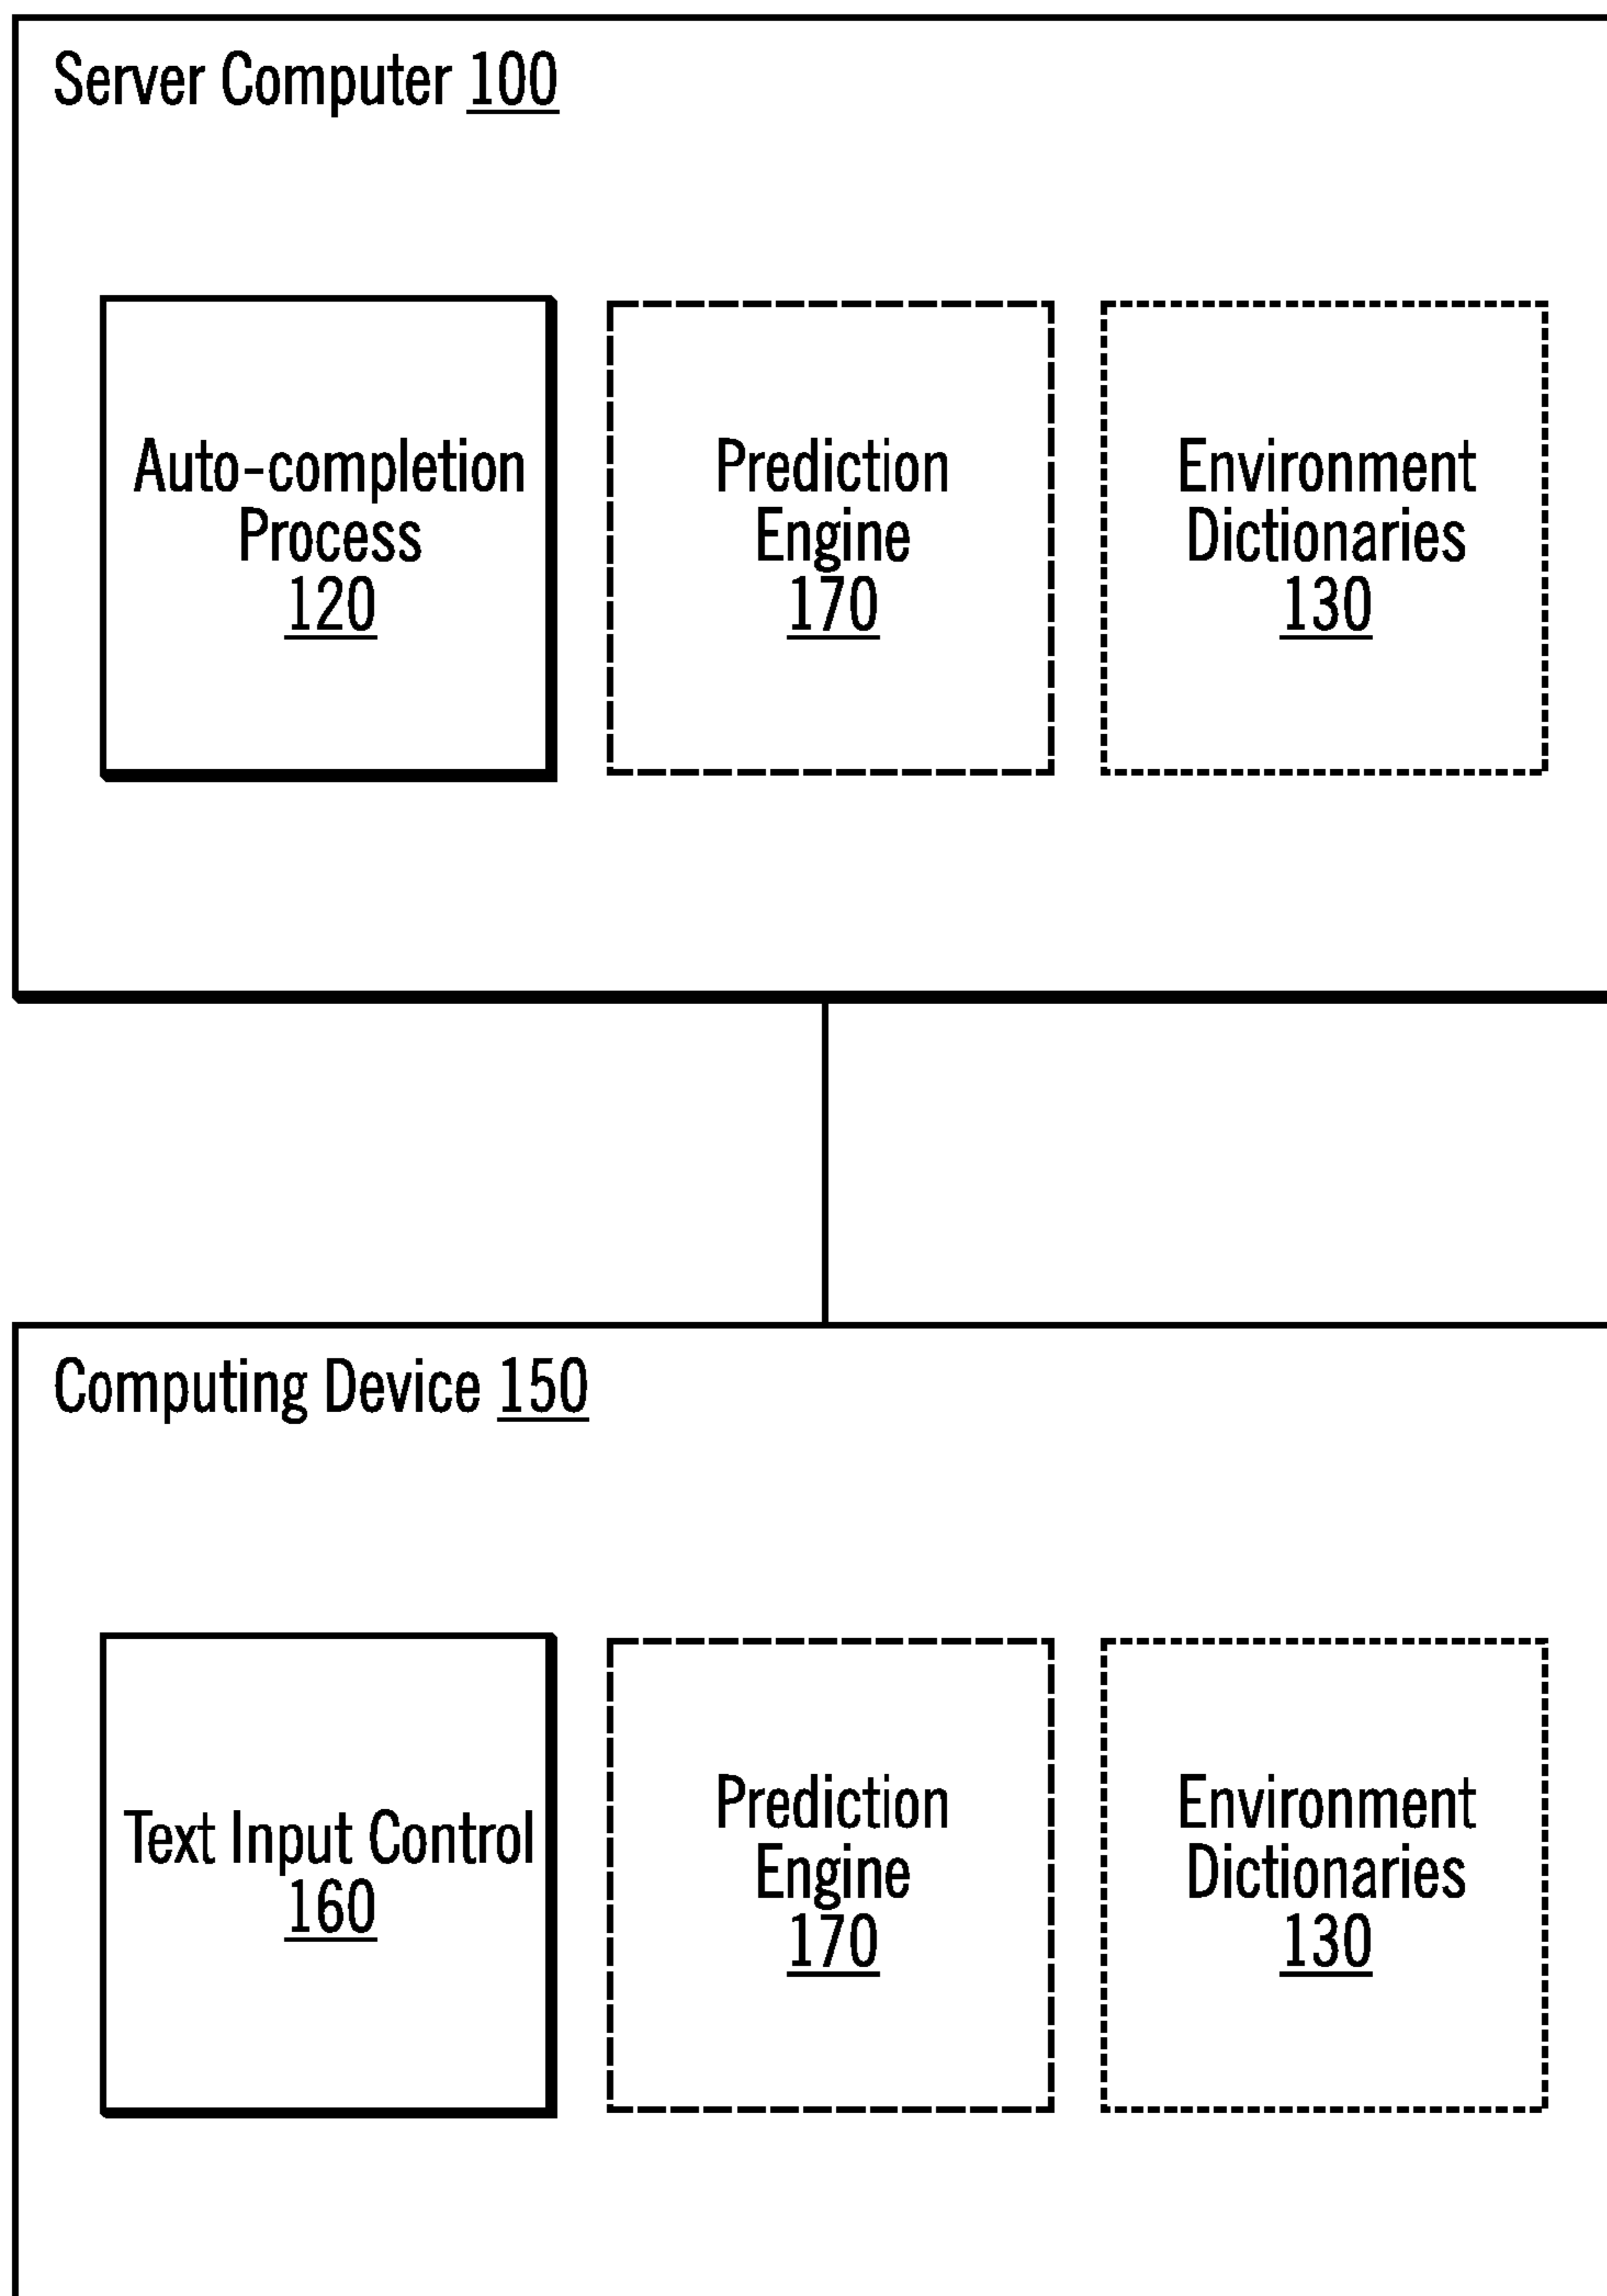 Server Computer 100
Auto-completion
Process
120
Prediction
Engine
170
Environment
Dictionaries
130
Computing Device 150
Text Input Control
160
Prediction
Engine
170
Environment
Dictionaries
130